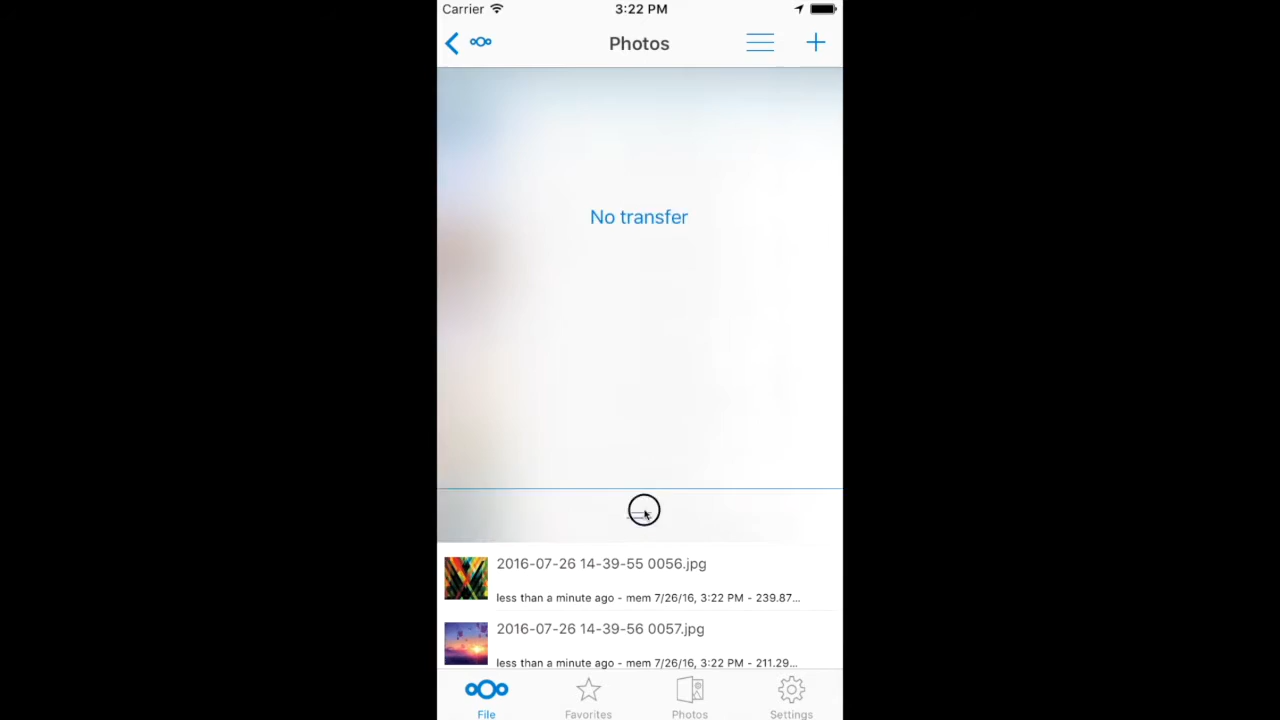 Carrier 3:22 PM
Photos
No transfer
2016-07-26 14-39-55 0056.jpg
less than a minute ago - mem 7/26/16, 3:22 PM - 239.87...
2016-07-26 14-39-56 0057.jpg
less than a minute ago - mem 7/26/16, 3:22 PM - 211.29...
File Favorites Photos Settings